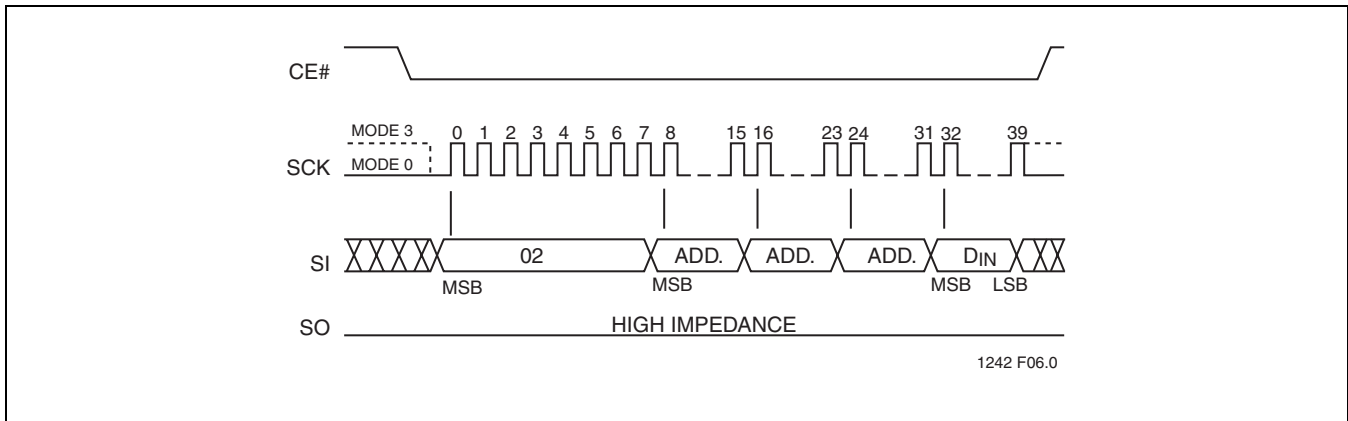 CE#
MODE 3
0 1 2 3 4 5 6 7 8 15 16 23 24 31 32 39
SCK
MODE 0
SI
02 ADD. ADD. ADD. DIN
MSB MSB MSB LSB
SO
HIGH IMPEDANCE
1242 F06.0